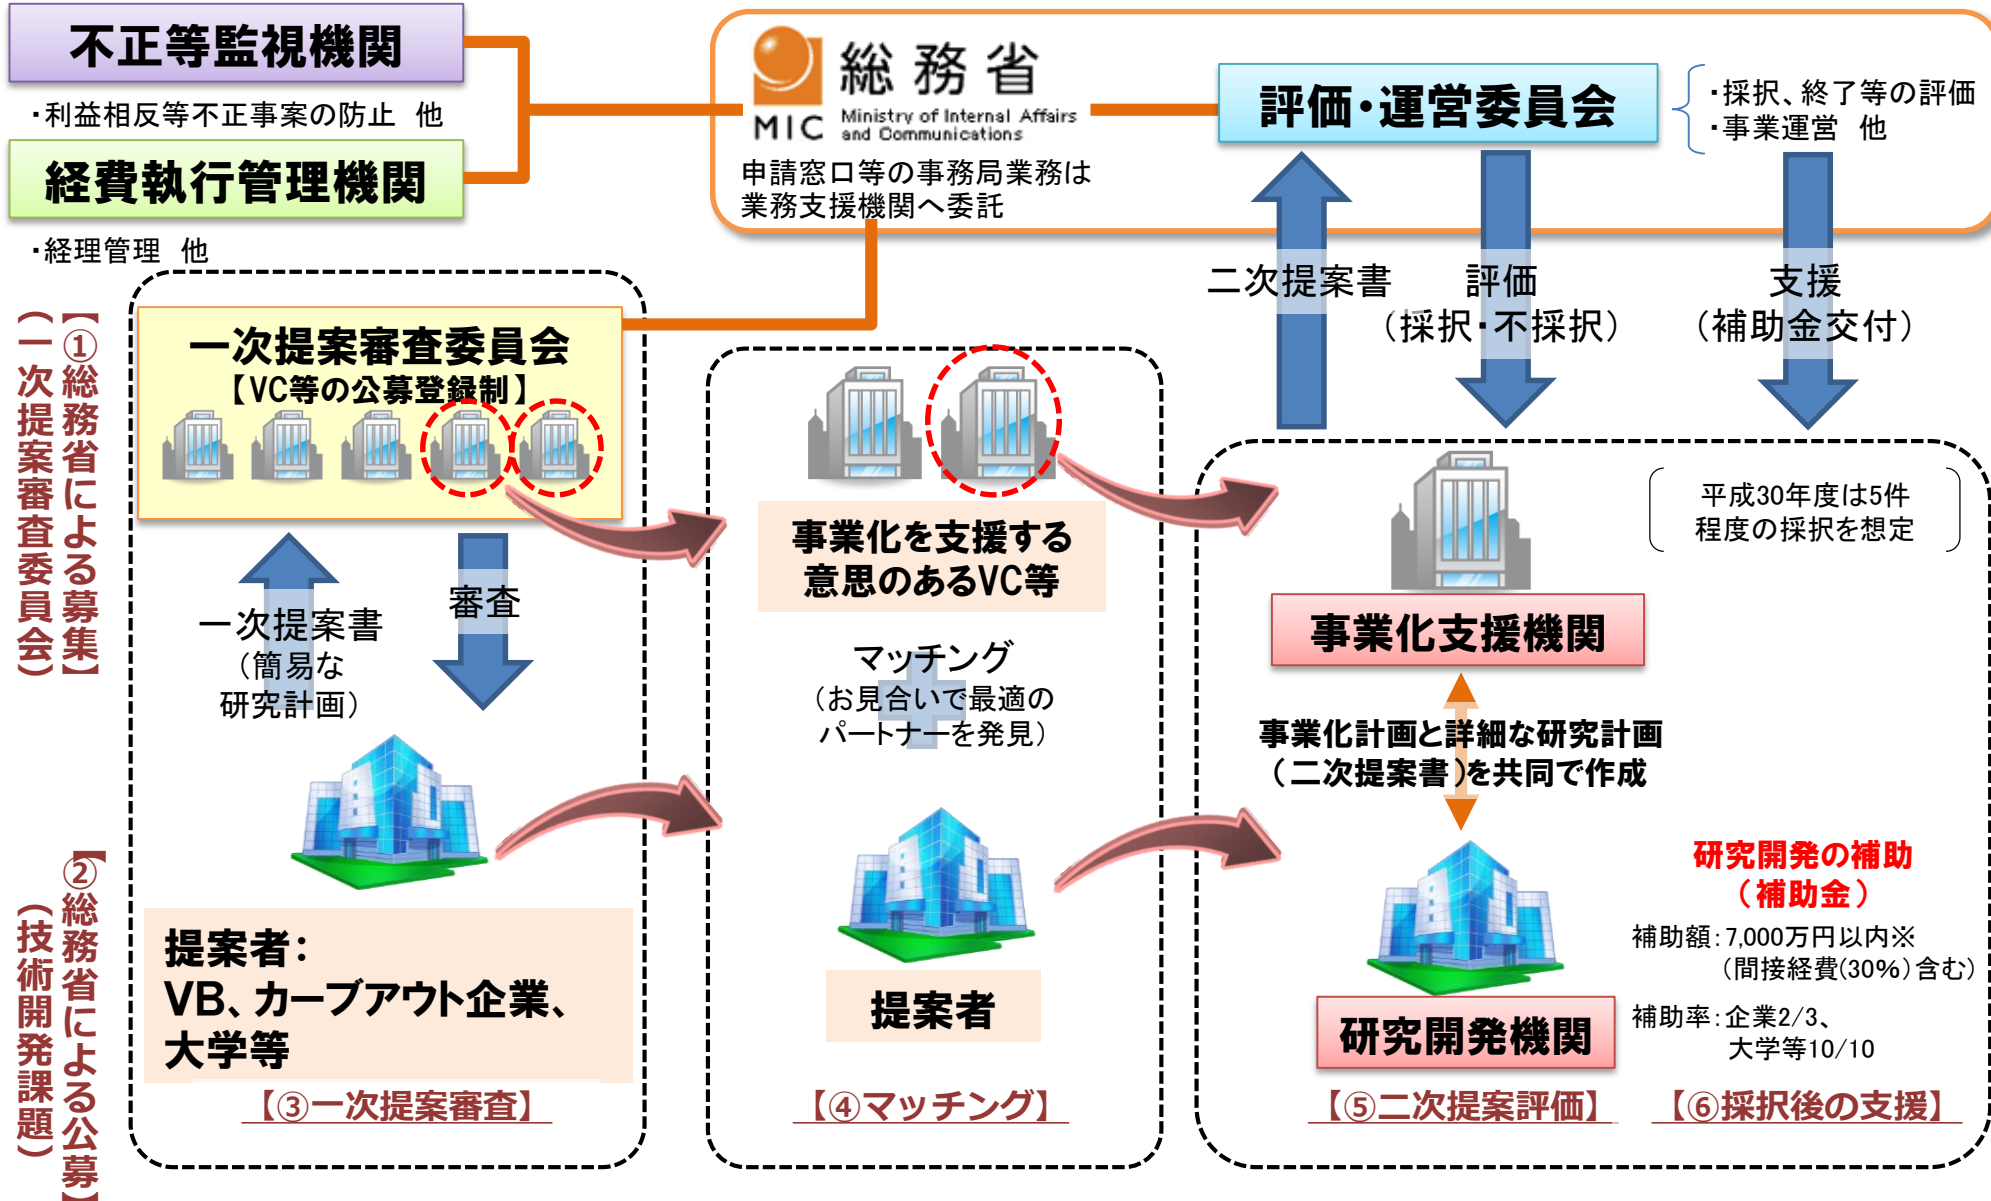 不正等監視機関
・利益相反等不正事案の防止 他
経費執行管理機関
・経理管理 他
総務省
MIC
Ministry of Internal Affairs
and Communications
申請窓口等の事務局業務は
業務支援機関へ委託
評価・運営委員会
・採択、終了等の評価
・事業運営 他
二次提案書
評価
（採択・不採択）
支援
（補助金交付）
【①総務省による募集】
（一次提案審査委員会）
【②総務省による公募】
（技術開発課題）
一次提案審査委員会
【VC等の公募登録制】
一次提案書
（簡易な
研究計画）
審査
提案者：
VB、カーブアウト企業、
大学等
【③一次提案審査】
事業化を支援する
意思のあるVC等
マッチング
（お見合いで最適の
パートナーを発見）
提案者
【④マッチング】
平成30年度は5件
程度の採択を想定
事業化支援機関
事業化計画と詳細な研究計画
（二次提案書）を共同で作成
研究開発機関
研究開発の補助
（補助金）
補助額：7,000万円以内※
（間接経費(30%)含む）
補助率：企業2/3、
大学等10/10
【⑤二次提案評価】
【⑥採択後の支援】